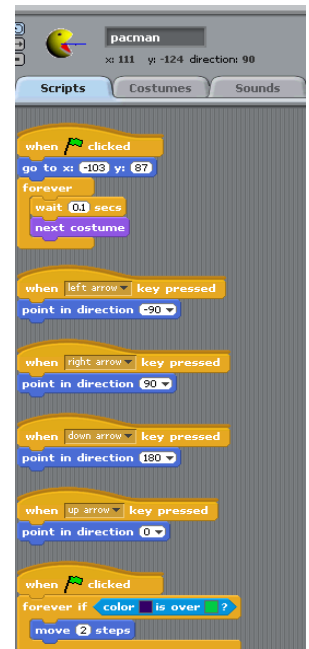 pacman
x: 111 y: -124 direction: 90
Scripts Costumes Sounds
when clicked
go to x: -103 y: 87
forever
wait 0.1 secs
next costume
when left arrow key pressed
point in direction -90
when right arrow key pressed
point in direction 90
when down arrow key pressed
point in direction 180
when up arrow key pressed
point in direction 0
when clicked
forever if color is over ?
move 2 steps